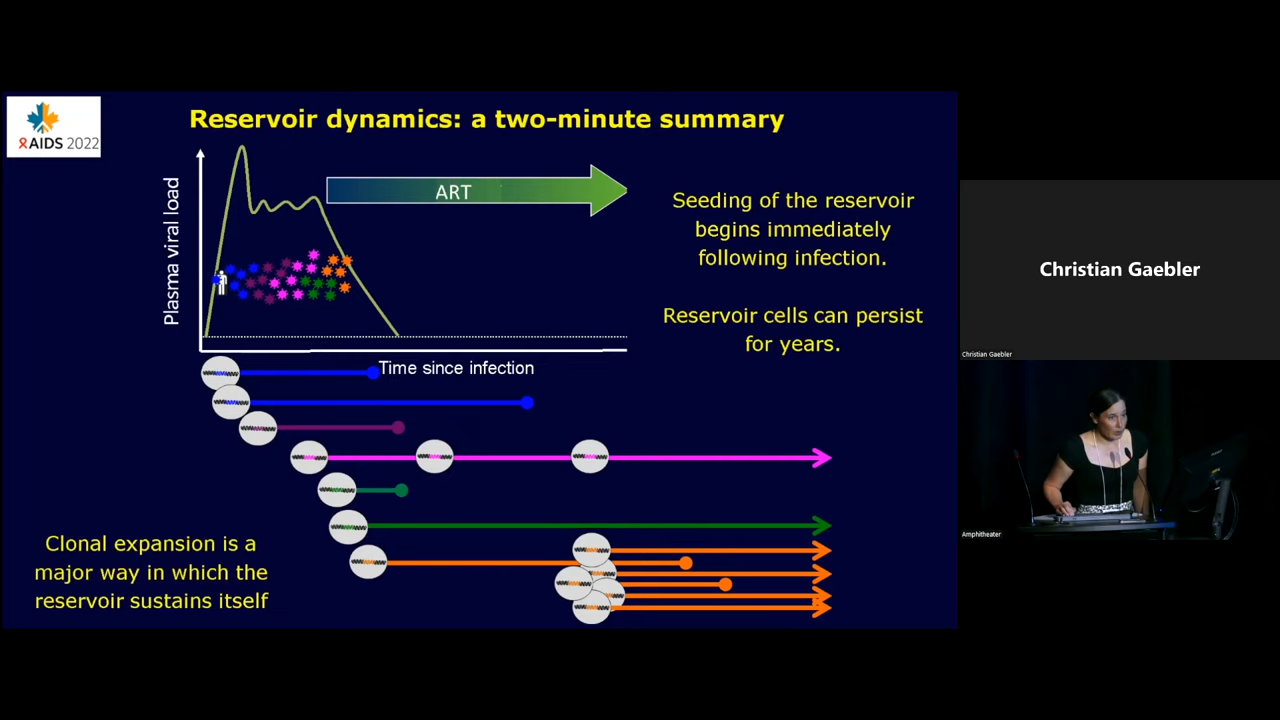 AIDS 2022
Reservoir dynamics: a two-minute summary
Plasma viral load
ART
Time since infection
Seeding of the reservoir
begins immediately
following infection.
Reservoir cells can persist
for years.
Clonal expansion is a
major way in which the
reservoir sustains itself
Christian Gaebler
Christian Gaebler
Amphitheater